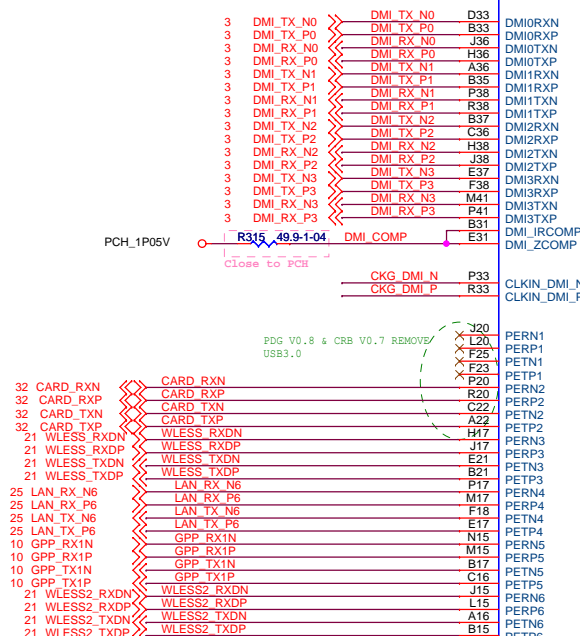 3 DMI_TX_N0 DMI_TX_N0 D33 DMI0RXN
3 DMI_TX_P0 DMI_TX_P0 B33 DMI0RXP
3 DMI_RX_N0 DMI_RX_N0 J36 DMI0TXN
3 DMI_RX_P0 DMI_RX_P0 H36 DMI0TXP
3 DMI_TX_N1 DMI_TX_N1 A36 DMI1RXN
3 DMI_TX_P1 DMI_TX_P1 B35 DMI1RXP
3 DMI_RX_N1 DMI_RX_N1 P38 DMI1TXN
3 DMI_RX_P1 DMI_RX_P1 R38 DMI1TXP
3 DMI_TX_N2 DMI_TX_N2 B37 DMI2RXN
3 DMI_TX_P2 DMI_TX_P2 C36 DMI2RXP
3 DMI_RX_N2 DMI_RX_N2 H38 DMI2TXN
3 DMI_RX_P2 DMI_RX_P2 J38 DMI2TXP
3 DMI_TX_N3 DMI_TX_N3 E37 DMI3RXN
3 DMI_TX_P3 DMI_TX_P3 F38 DMI3RXP
3 DMI_RX_N3 DMI_RX_N3 M41 DMI3TXN
3 DMI_RX_P3 DMI_RX_P3 P41 DMI3TXP
B31 DMI_IRCOMP
PCH_1P05V R315 49.9-1-04 DMI_COMP E31 DMI_ZCOMP
Close to PCH
CKG_DMI_N P33 CLKIN_DMI_N
CKG_DMI_P R33 CLKIN_DMI_P
J20 PERN1
PDG V0.8 & CRB V0.7 REMOVE L20 PERP1
USB3.0 F25 PETN1
F23 PETP1
32 CARD_RXN CARD_RXN P20 PERN2
32 CARD_RXP CARD_RXP R20 PERP2
32 CARD_TXN CARD_TXN C22 PETN2
32 CARD_TXP CARD_TXP A22 PETP2
21 WLESS_RXDN WLESS_RXDN H17 PERN3
21 WLESS_RXDP WLESS_RXDP J17 PERP3
21 WLESS_TXDN WLESS_TXDN E21 PETN3
21 WLESS_TXDP WLESS_TXDP B21 PETP3
25 LAN_RX_N6 LAN_RX_N6 P17 PERN4
25 LAN_RX_P6 LAN_RX_P6 M17 PERP4
25 LAN_TX_N6 LAN_TX_N6 F18 PETN4
25 LAN_TX_P6 LAN_TX_P6 E17 PETP4
10 GPP_RX1N GPP_RX1N N15 PERN5
10 GPP_RX1P GPP_RX1P M15 PERP5
10 GPP_TX1N GPP_TX1N B17 PETN5
10 GPP_TX1P GPP_TX1P C16 PETP5
21 WLESS2_RXDN WLESS2_RXDN J15 PERN6
21 WLESS2_RXDP WLESS2_RXDP L15 PERP6
21 WLESS2_TXDN WLESS2_TXDN A16 PETN6
21 WLESS2_TXDP WLESS2_TXDP B15